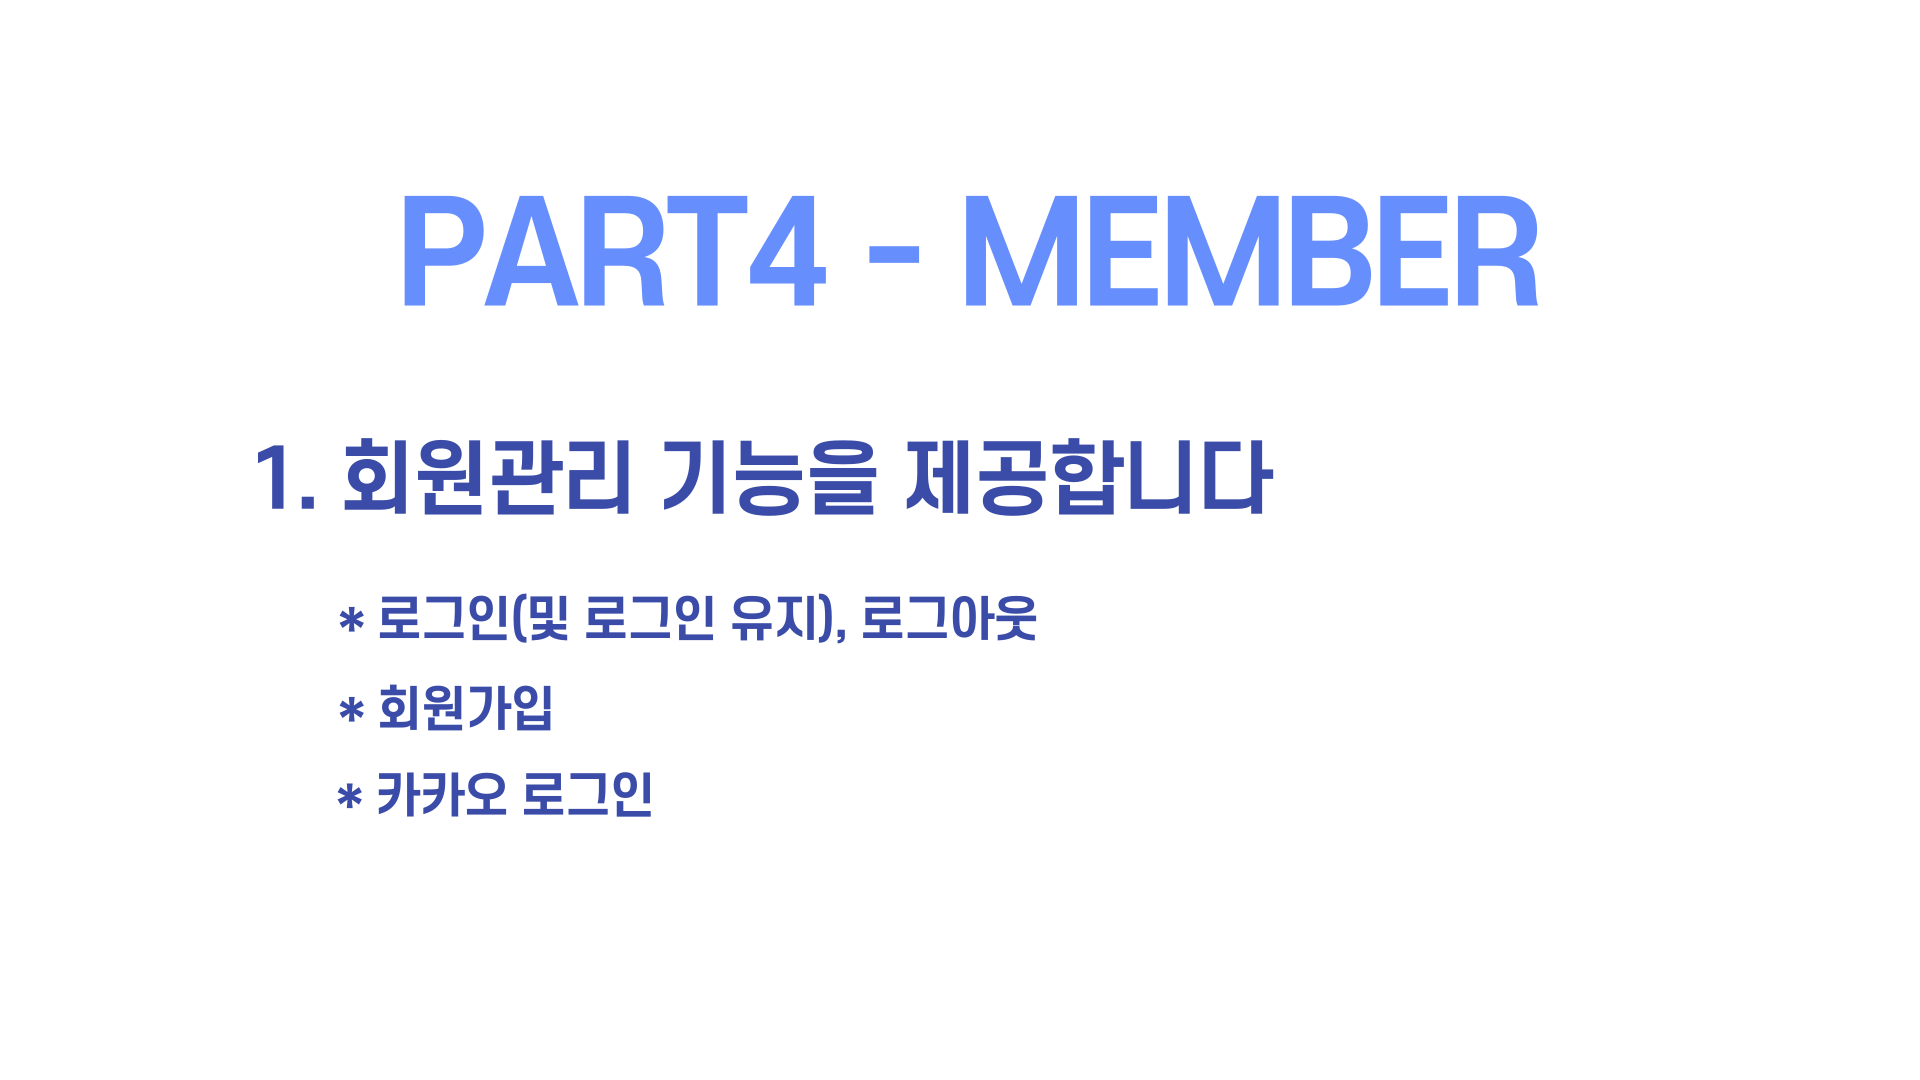 PART4 - MEMBER
1. 회원관리 기능을 제공합니다
* 로그인(및 로그인 유지), 로그아웃
* 회원가입
* 카카오 로그인